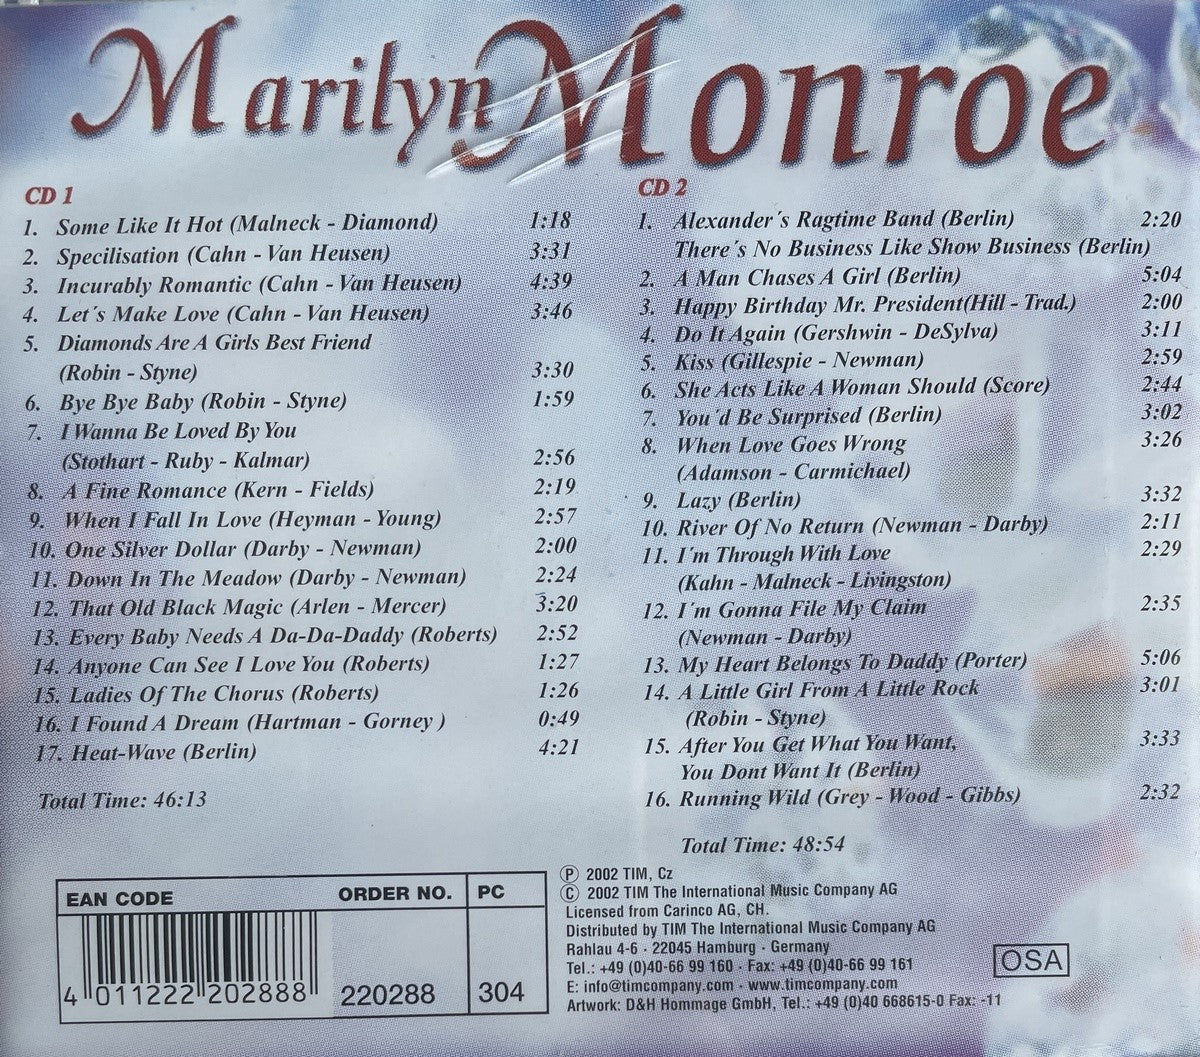 Marilyn Monroe
CD 1
1. Some Like It Hot (Malneck - Diamond) 1:18
2. Specilisation (Cahn - Van Heusen) 3:31
3. Incurably Romantic (Cahn - Van Heusen) 4:39
4. Let´s Make Love (Cahn - Van Heusen) 3:46
5. Diamonds Are A Girls Best Friend
(Robin - Styne) 3:30
6. Bye Bye Baby (Robin - Styne) 1:59
7. I Wanna Be Loved By You
(Stothart - Ruby - Kalmar) 2:56
8. A Fine Romance (Kern - Fields) 2:19
9. When I Fall In Love (Heyman - Young) 2:57
10. One Silver Dollar (Darby - Newman) 2:00
11. Down In The Meadow (Darby - Newman) 2:24
12. That Old Black Magic (Arlen - Mercer) 3:20
13. Every Baby Needs A Da-Da-Daddy (Roberts) 2:52
14. Anyone Can See I Love You (Roberts) 1:27
15. Ladies Of The Chorus (Roberts) 1:26
16. I Found A Dream (Hartman - Gorney ) 0:49
17. Heat-Wave (Berlin) 4:21
Total Time: 46:13
CD 2
1. Alexander´s Ragtime Band (Berlin) 2:20
There´s No Business Like Show Business (Berlin)
2. A Man Chases A Girl (Berlin) 5:04
3. Happy Birthday Mr. President(Hill - Trad.) 2:00
4. Do It Again (Gershwin - DeSylva) 3:11
5. Kiss (Gillespie - Newman) 2:59
6. She Acts Like A Woman Should (Score) 2:44
7. You´d Be Surprised (Berlin) 3:02
8. When Love Goes Wrong 3:26
(Adamson - Carmichael)
9. Lazy (Berlin) 3:32
10. River Of No Return (Newman - Darby) 2:11
11. I´m Through With Love 2:29
(Kahn - Malneck - Livingston)
12. I´m Gonna File My Claim 2:35
(Newman - Darby)
13. My Heart Belongs To Daddy (Porter) 5:06
14. A Little Girl From A Little Rock 3:01
(Robin - Styne)
15. After You Get What You Want, 3:33
You Dont Want It (Berlin)
16. Running Wild (Grey - Wood - Gibbs) 2:32
Total Time: 48:54
EAN CODE ORDER NO. PC
4 011222 202888 220288 304
Ⓟ 2002 TIM, Cz
© 2002 TIM The International Music Company AG
Licensed from Carinco AG, CH.
Distributed by TIM The International Music Company AG
Rahlau 4-6 · 22045 Hamburg · Germany
Tel.: +49 (0)40-66 99 160 · Fax: +49 (0)40-66 99 161
E: info@timcompany.com · www.timcompany.com
Artwork: D&H Hommage GmbH, Tel.: +49 (0)40 668615-0 Fax: -11
OSA